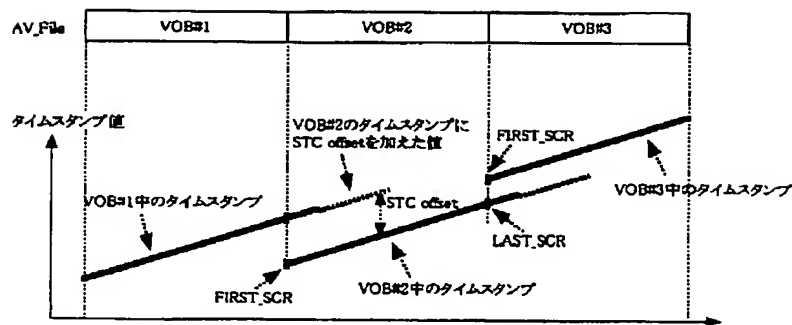 AV_File
VOB#1
VOB#2
VOB#3
タイムスタンプ値
VOB#2のタイムスタンプに
STC offsetを加えた値
FIRST_SCR
VOB#1中のタイムスタンプ
STC offset
VOB#3中のタイムスタンプ
LAST_SCR
FIRST_SCR
VOB#2中のタイムスタンプ